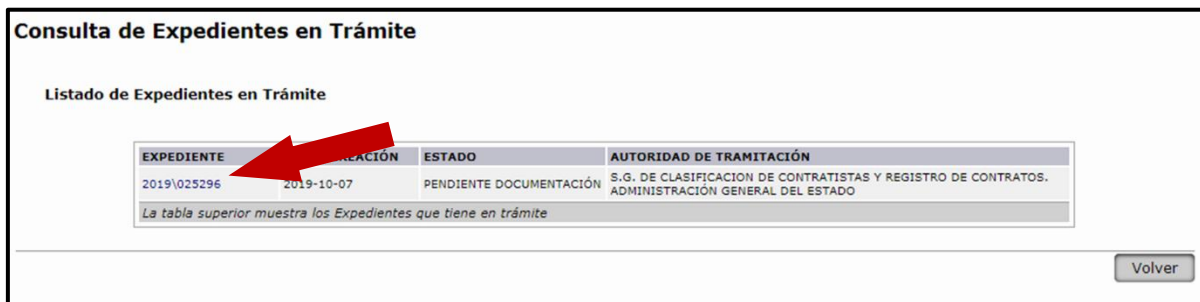 Consulta de Expedientes en Trámite
Listado de Expedientes en Trámite
EXPEDIENTE CREACIÓN ESTADO AUTORIDAD DE TRAMITACIÓN
2019\025296 2019-10-07 PENDIENTE DOCUMENTACIÓN S.G. DE CLASIFICACION DE CONTRATISTAS Y REGISTRO DE CONTRATOS.
ADMINISTRACIÓN GENERAL DEL ESTADO
La tabla superior muestra los Expedientes que tiene en trámite
Volver